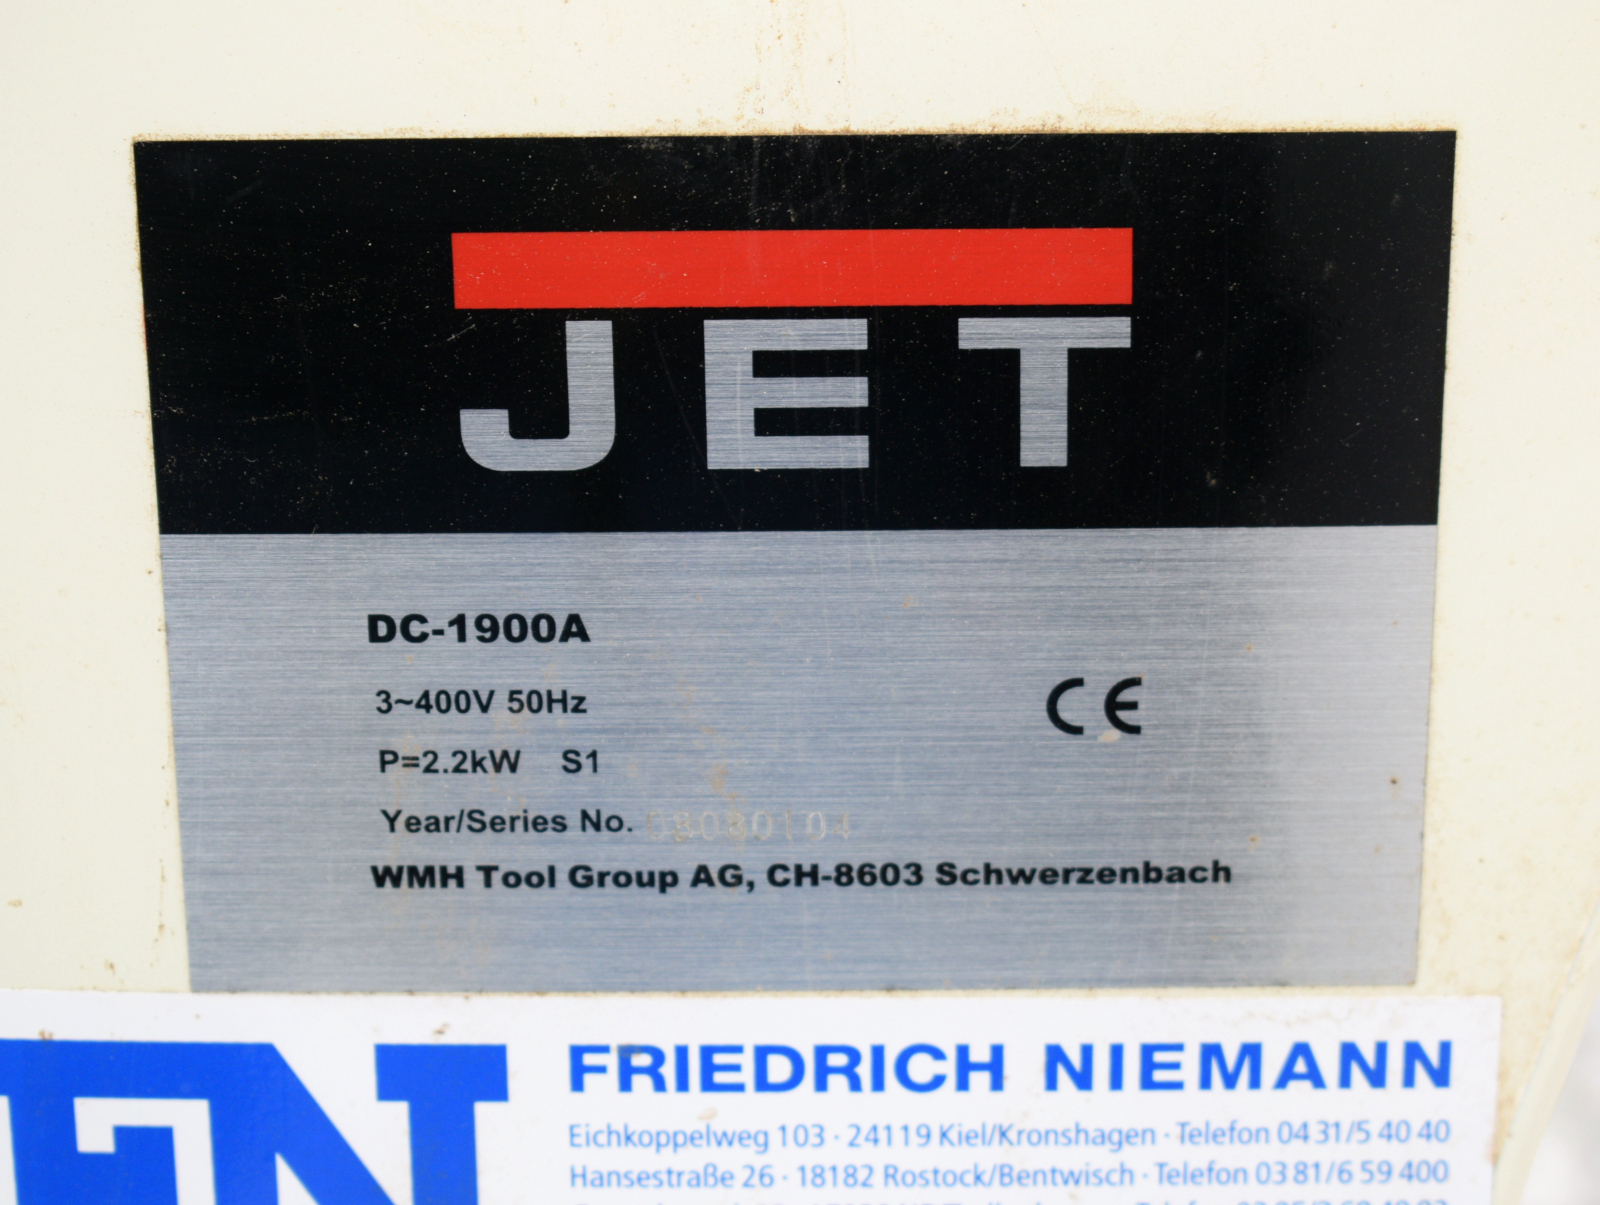 JET
DC-1900A
3~400V 50Hz
P=2.2kW S1
CE
Year/Series No.
WMH Tool Group AG, CH-8603 Schwerzenbach
FRIEDRICH NIEMANN
Eichkoppelweg 103 · 24119 Kiel/Kronshagen · Telefon 04 31/5 40 40
Hansestraße 26 · 18182 Rostock/Bentwisch · Telefon 03 81/6 59 400